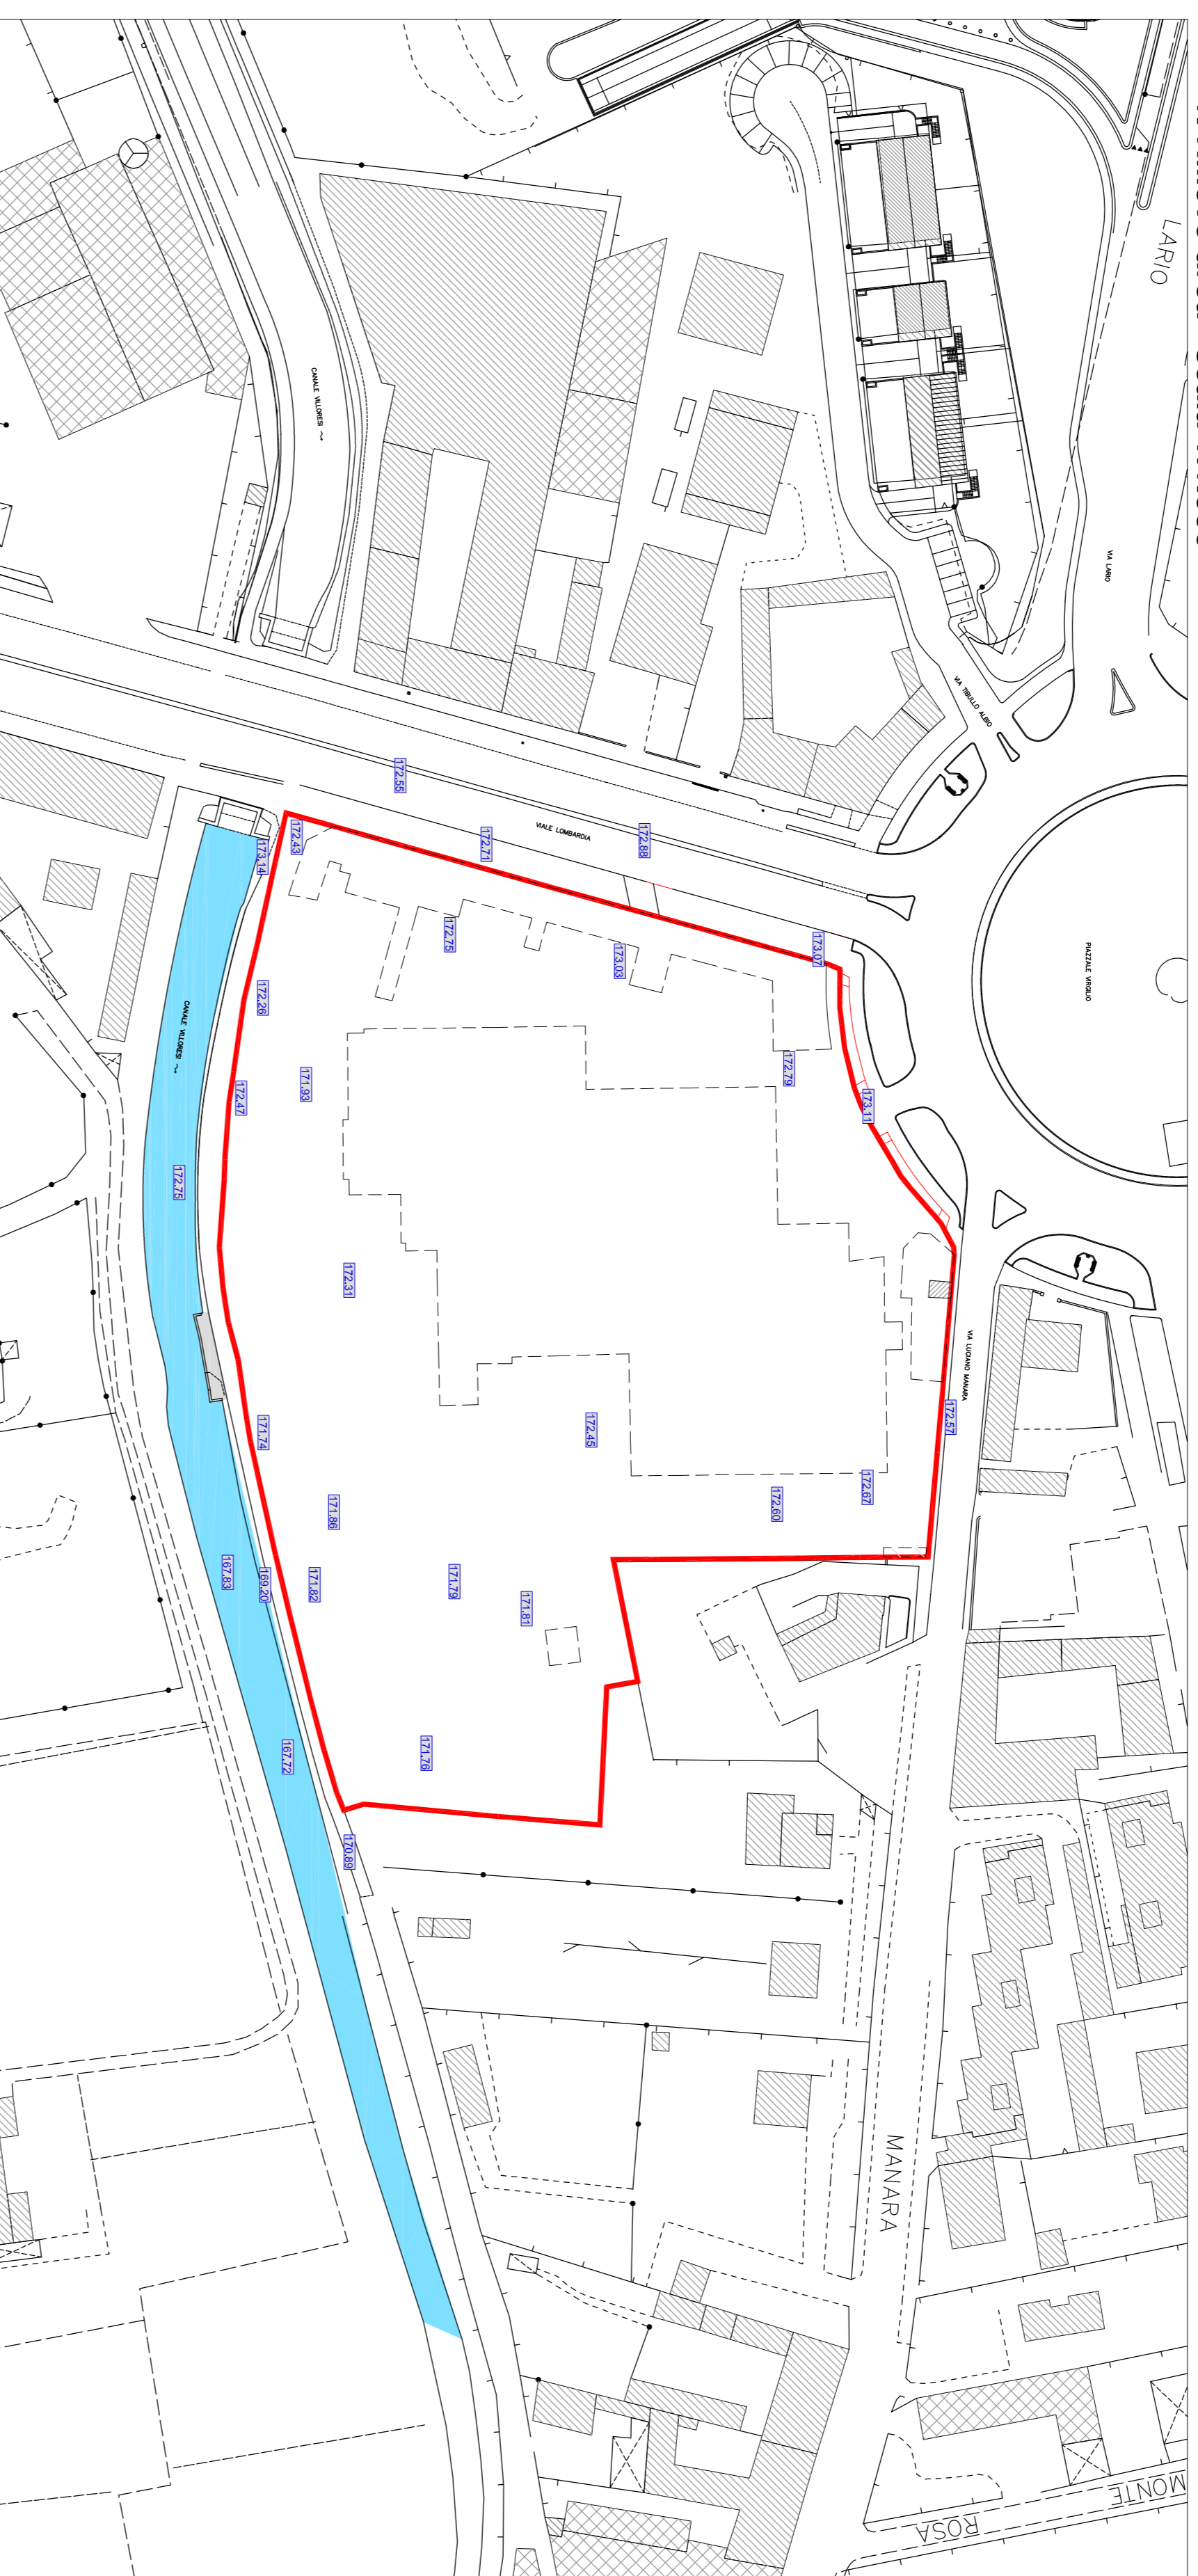 LARIO
VIA LARIO
CANALE VILLORESI
VIA TIBULLO ALBIO
PIAZZALE VIRGILIO
VIALE LOMBARDIA
172.55
172.88
172.71
172.43
173.14
172.75
173.03
173.07
172.26
CANALE VILLORESI
171.93
172.47
172.79
173.11
172.75
172.31
VIA LUCIANO MANARA
172.57
172.45
171.74
172.67
172.60
171.86
171.79
171.82
169.20
167.83
171.81
171.76
167.72
170.89
MANARA
MONTE
ROSA